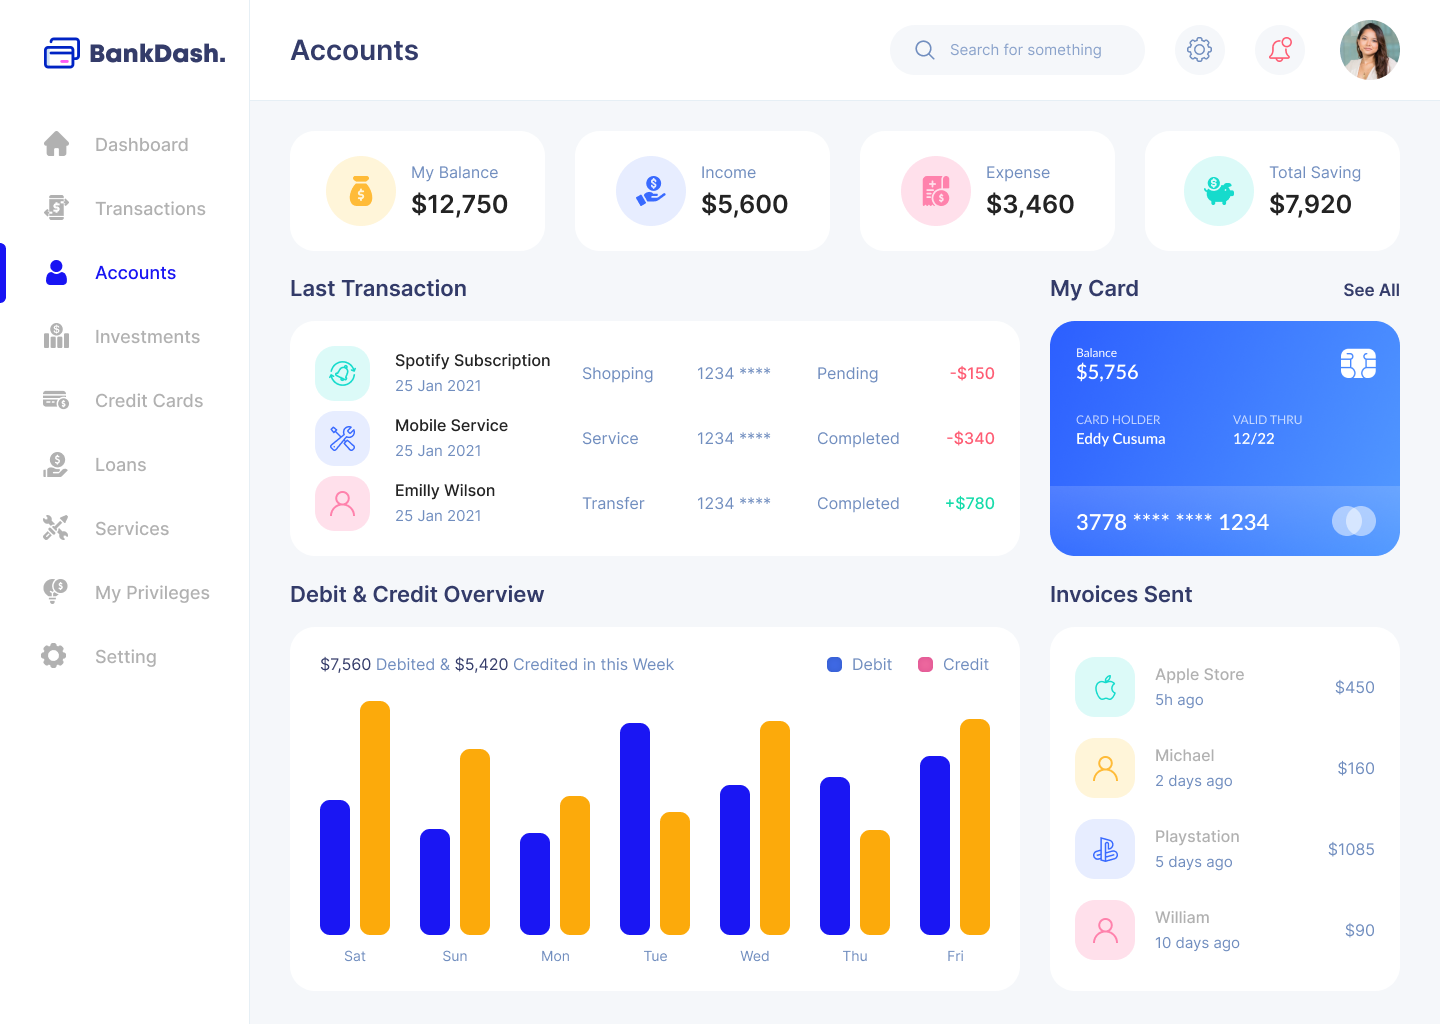 BankDash.
Accounts
Search for something
Dashboard
Transactions
Accounts
Investments
Credit Cards
Loans
Services
My Privileges
Setting
My Balance
$12,750
Income
$5,600
Expense
$3,460
Total Saving
$7,920
Last Transaction
Spotify Subscription
25 Jan 2021
Shopping
1234 ****
Pending
-$150
Mobile Service
25 Jan 2021
Service
1234 ****
Completed
-$340
Emilly Wilson
25 Jan 2021
Transfer
1234 ****
Completed
+$780
My Card
See All
Balance
$5,756
CARD HOLDER
Eddy Cusuma
VALID THRU
12/22
3778 **** **** 1234
Debit & Credit Overview
$7,560 Debited & $5,420 Credited in this Week
Debit
Credit
Sat
Sun
Mon
Tue
Wed
Thu
Fri
Invoices Sent
Apple Store
5h ago
$450
Michael
2 days ago
$160
Playstation
5 days ago
$1085
William
10 days ago
$90